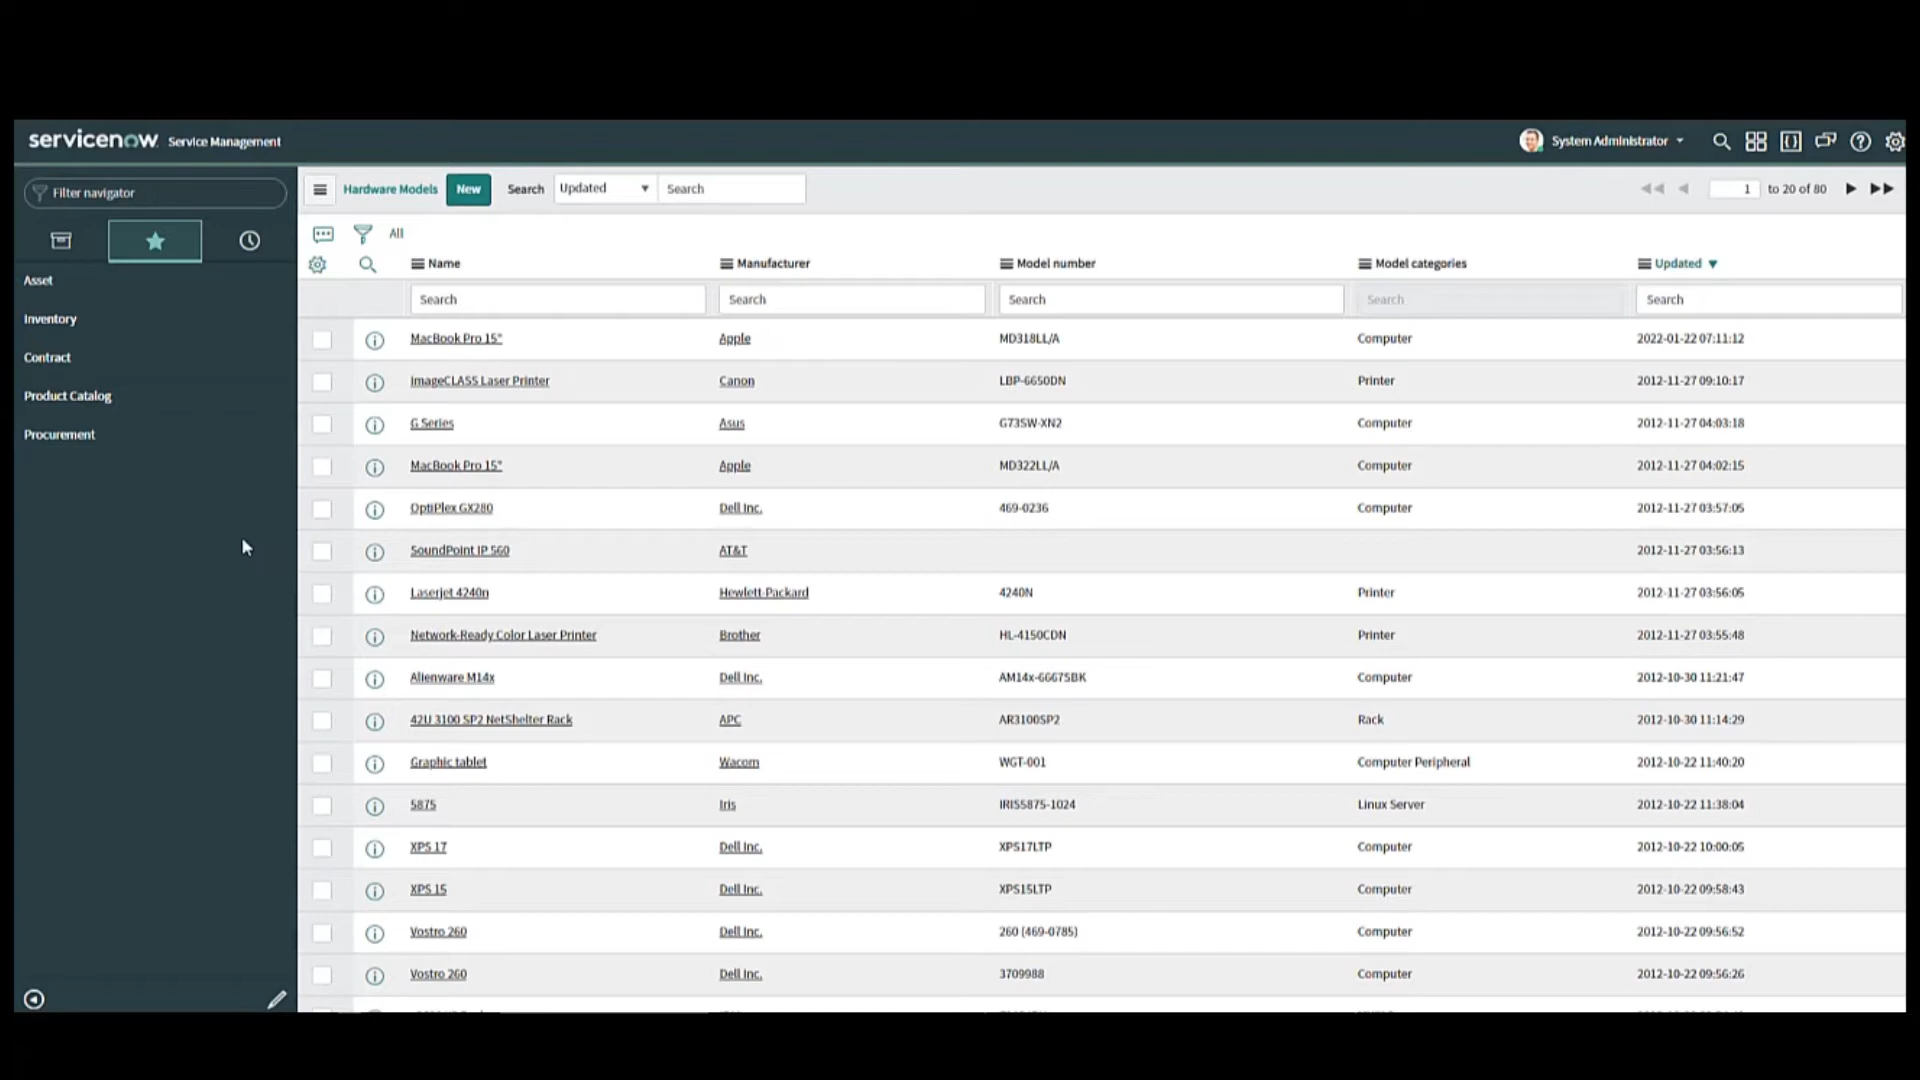 servicenow Service Management
System Administrator
Filter navigator
Asset
Inventory
Contract
Product Catalog
Procurement
Hardware Models New Search Updated Search 1 to 20 of 80
All
Name Manufacturer Model number Model categories Updated
Search Search Search Search Search
MacBook Pro 15" Apple MD318LL/A Computer 2022-01-22 07:11:12
imageCLASS Laser Printer Canon LBP-6650DN Printer 2012-11-27 09:10:17
G Series Asus G73SW-XN2 Computer 2012-11-27 04:03:18
MacBook Pro 15" Apple MD322LL/A Computer 2012-11-27 04:02:15
OptiPlex GX280 Dell Inc. 469-0236 Computer 2012-11-27 03:57:05
SoundPoint IP 560 AT&T 2012-11-27 03:56:13
Laserjet 4240n Hewlett-Packard 4240N Printer 2012-11-27 03:56:05
Network-Ready Color Laser Printer Brother HL-4150CDN Printer 2012-11-27 03:55:48
Alienware M14x Dell Inc. AM14x-6667SBK Computer 2012-10-30 11:21:47
42U 3100 SP2 NetShelter Rack APC AR3100SP2 Rack 2012-10-30 11:14:29
Graphic tablet Wacom WGT-001 Computer Peripheral 2012-10-22 11:40:20
5875 Iris IRIS5875-1024 Linux Server 2012-10-22 11:38:04
XPS 17 Dell Inc. XPS17LTP Computer 2012-10-22 10:00:05
XPS 15 Dell Inc. XPS15LTP Computer 2012-10-22 09:58:43
Vostro 260 Dell Inc. 260 (469-0785) Computer 2012-10-22 09:56:52
Vostro 260 Dell Inc. 3709988 Computer 2012-10-22 09:56:26